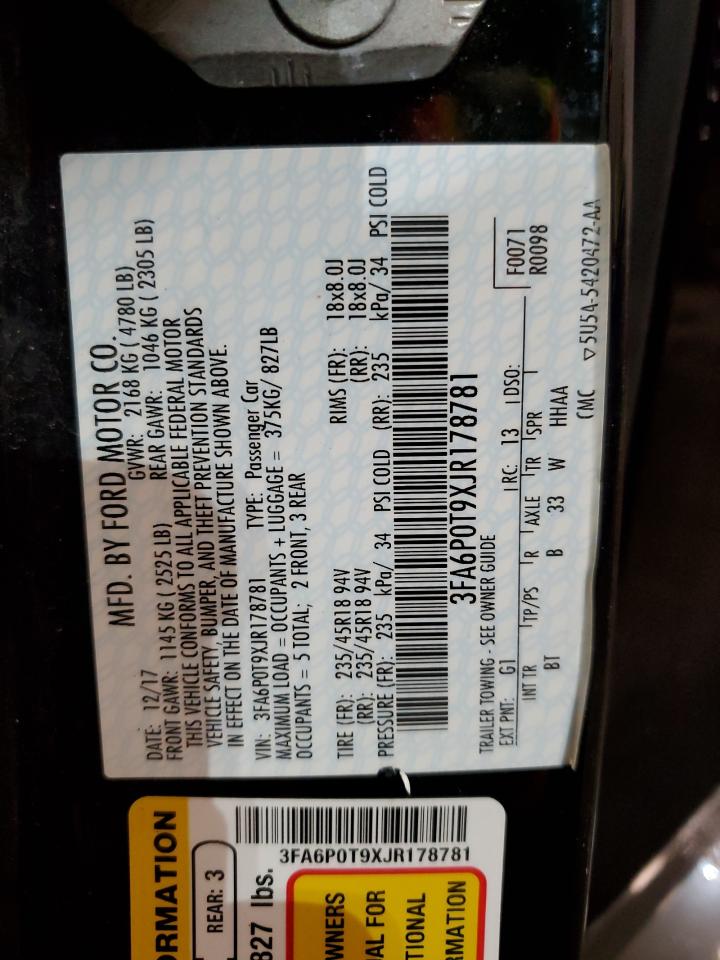 MFD. BY FORD MOTOR CO.
DATE: 12/17 GVWR: 2168 KG ( 4780 LB)
FRONT GAWR: 1145 KG ( 2525 LB) REAR GAWR: 1046 KG ( 2305 LB)
THIS VEHICLE CONFORMS TO ALL APPLICABLE FEDERAL MOTOR
VEHICLE SAFETY, BUMPER, AND THEFT PREVENTION STANDARDS
IN EFFECT ON THE DATE OF MANUFACTURE SHOWN ABOVE.
VIN: 3FA6P0T9XJR178781 TYPE: Passenger Car
MAXIMUM LOAD = OCCUPANTS + LUGGAGE = 375KG/ 827LB
OCCUPANTS = 5 TOTAL; 2 FRONT, 3 REAR
TIRE (FR): 235/45R18 94V RIMS (FR): 18x8.0J
(RR): 235/45R18 94V (RR): 18x8.0J
PRESSURE (FR): 235 kPa/ 34 PSI COLD (RR): 235 kPa/ 34 PSI COLD
3FA6P0T9XJR178781
TRAILER TOWING - SEE OWNER GUIDE
F0071
EXT PNT: G1 RC: 13 DSO:
R0098
INT TR TP/PS R AXLE TR SPR
BT B 33 W HHAA
CMC ▽5U5A-5420472-AA
ORMATION
REAR: 3
827 lbs.
3FA6P0T9XJR178781
WNERS
AL FOR
TIONAL
RMATION